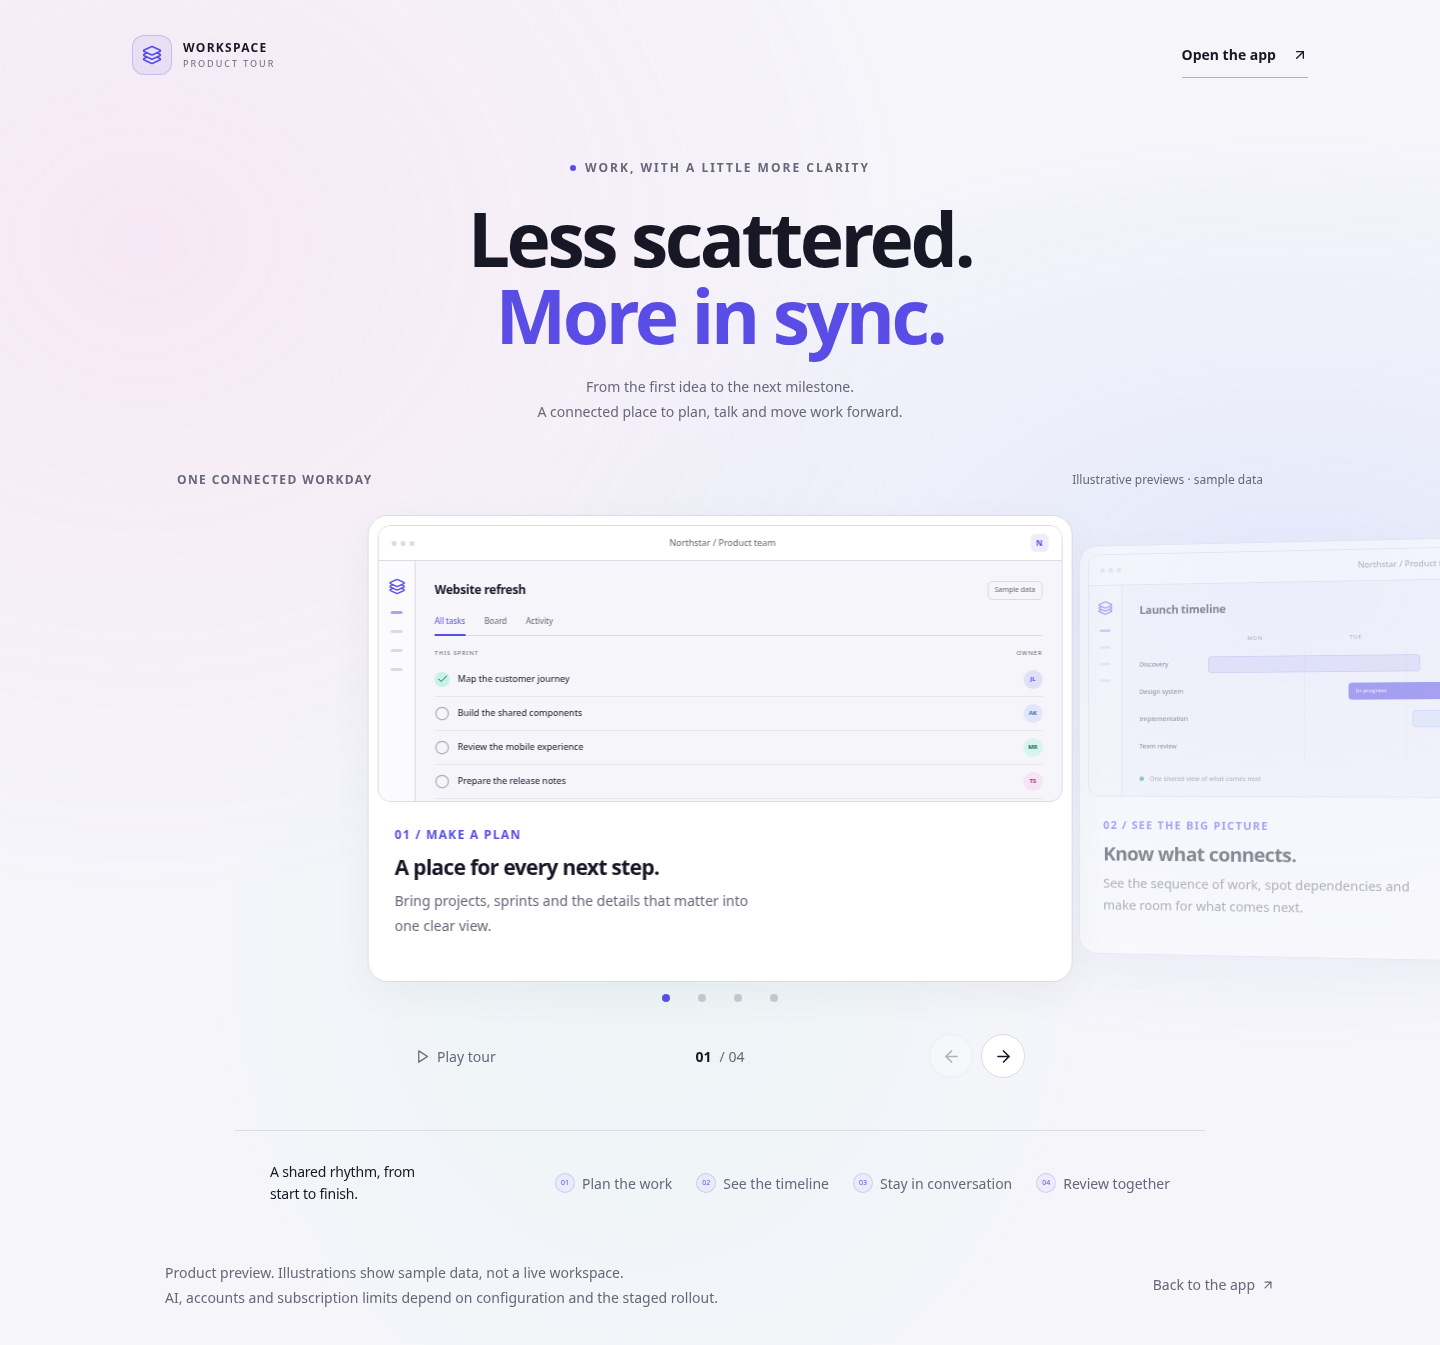 WORKSPACE
PRODUCT TOUR
Open the app
WORK, WITH A LITTLE MORE CLARITY
Less scattered.
More in sync.
From the first idea to the next milestone.
A connected place to plan, talk and move work forward.
ONE CONNECTED WORKDAY
Illustrative previews · sample data
Northstar / Product team
N
Website refresh
Sample data
All tasks Board Activity
THIS SPRINT OWNER
Map the customer journey JL
Build the shared components AK
Review the mobile experience MR
Prepare the release notes TS
01 / MAKE A PLAN
A place for every next step.
Bring projects, sprints and the details that matter into
one clear view.
Northstar / Product
Launch timeline
MON TUE
Discovery
Design system In progress
Implementation
Team review
One shared view of what comes next
02 / SEE THE BIG PICTURE
Know what connects.
See the sequence of work, spot dependencies and
make room for what comes next.
Play tour
01 / 04
A shared rhythm, from
start to finish.
01 Plan the work 02 See the timeline 03 Stay in conversation 04 Review together
Product preview. Illustrations show sample data, not a live workspace.
AI, accounts and subscription limits depend on configuration and the staged rollout.
Back to the app